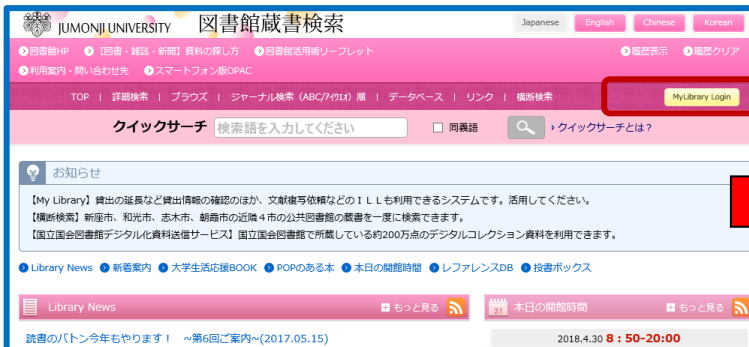 JUMONJI UNIVERSITY 図書館蔵書検索 Japanese English Chinese Korean
図書館HP 【図書・雑誌・新聞】資料の探し方 図書館活用術リーフレット 履歴表示 履歴クリア
利用案内・問い合わせ先 スマートフォン版OPAC
TOP | 詳細検索 | ブラウズ | ジャーナル検索（ABC/アイウエオ）順 | データベース | リンク | 横断検索 MyLibrary Login
クイックサーチ 検索語を入力してください 同義語 クイックサーチとは？
お知らせ
【My Library】貸出の延長など貸出情報の確認のほか、文献複写依頼などのＩＬＬも利用できるシステムです。活用してください。
【横断検索】新座市、和光市、志木市、朝霞市の近隣４市の公共図書館の蔵書を一度に検索できます。
【国立国会図書館デジタル化資料送信サービス】国立国会図書館で所蔵している約200万点のデジタルコレクション資料を利用できます。
Library News 新着案内 大学生活応援BOOK POPのある本 本日の開館時間 レファレンスDB 投書ボックス
Library News もっと見る 31 本日の開館時間 もっと見る
読書のバトン今年もやります！ ~第6回ご案内~(2017.05.15) 2018.4.30 8：50-20:00